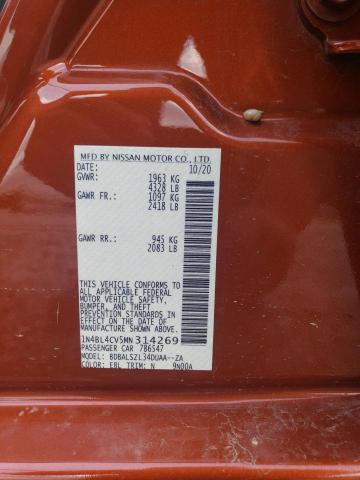 MFD BY NISSAN MOTOR CO., LTD.
10/20
GVWR: 1963 KG
4328 LB
GAWR FR.: 1097 KG
2418 LB
GAWR RR.: 945 KG
2083 LB
THIS VEHICLE CONFORMS TO ALL
APPLICABLE U.S. FEDERAL
MOTOR VEHICLE SAFETY,
BUMPER, AND THEFT
PREVENTION STANDARDS
IN EFFECT ON THE DATE OF
MANUFACTURE SHOWN ABOVE.
1N4BL4CV5MN314269
PASSENGER CAR 786547
MODEL: BDBALSZL34DUAA--ZA
COLOR: EBL TRIM: N 9N00A